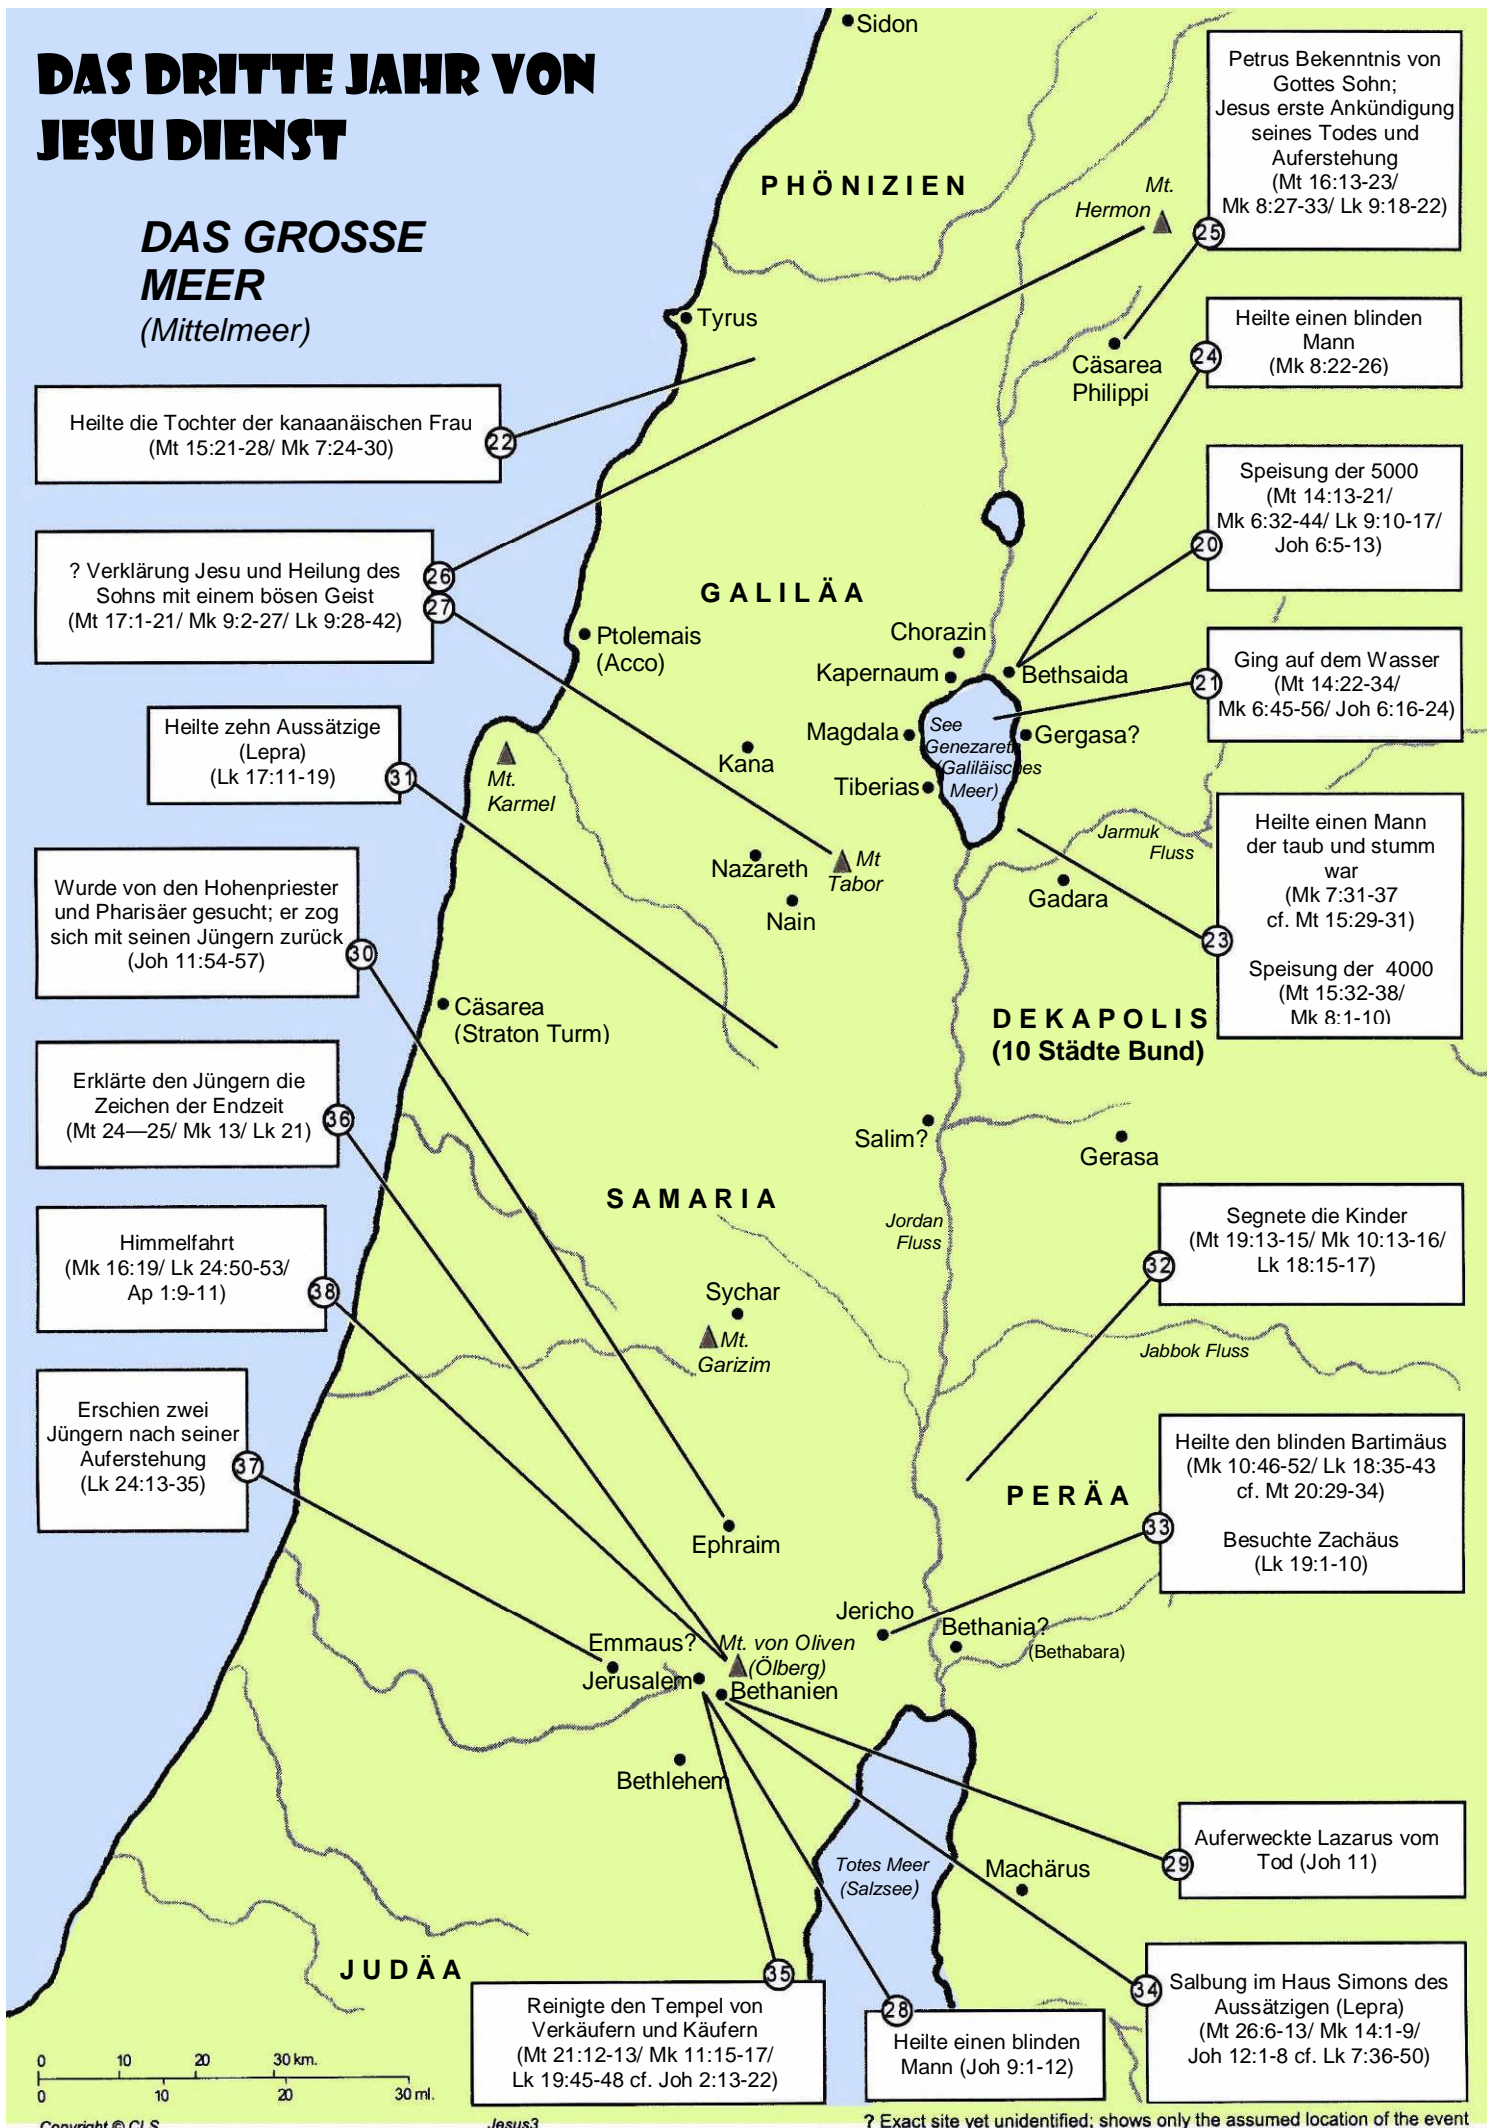 DAS DRITTE JAHR VON
JESU DIENST
DAS GROSSE
MEER
(Mittelmeer)
Sidon
PHÖNIZIEN
Mt.
Hermon
Petrus Bekenntnis von
Gottes Sohn;
Jesus erste Ankündigung
seines Todes und
Auferstehung
(Mt 16:13-23/
Mk 8:27-33/ Lk 9:18-22)
25
Tyrus
Cäsarea
Philippi
Heilte einen blinden
Mann
(Mk 8:22-26)
24
Heilte die Tochter der kanaanäischen Frau
(Mt 15:21-28/ Mk 7:24-30)
22
Speisung der 5000
(Mt 14:13-21/
Mk 6:32-44/ Lk 9:10-17/
Joh 6:5-13)
20
? Verklärung Jesu und Heilung des
Sohns mit einem bösen Geist
(Mt 17:1-21/ Mk 9:2-27/ Lk 9:28-42)
26
27
GALILÄA
Ptolemais
(Acco)
Chorazin
Kapernaum
Bethsaida
Ging auf dem Wasser
(Mt 14:22-34/
Mk 6:45-56/ Joh 6:16-24)
21
Heilte zehn Aussätzige
(Lepra)
(Lk 17:11-19)
31
Mt.
Karmel
Kana
Magdala
See
Genezareth
(Galiläisches
Meer)
Gergasa?
Tiberias
Jarmuk
Fluss
Nazareth
Mt
Tabor
Nain
Gadara
Heilte einen Mann
der taub und stumm
war
(Mk 7:31-37
cf. Mt 15:29-31)
Speisung der 4000
(Mt 15:32-38/
Mk 8:1-10)
23
Wurde von den Hohenpriester
und Pharisäer gesucht; er zog
sich mit seinen Jüngern zurück
(Joh 11:54-57)
30
Cäsarea
(Straton Turm)
DEKAPOLIS
(10 Städte Bund)
Erklärte den Jüngern die
Zeichen der Endzeit
(Mt 24—25/ Mk 13/ Lk 21)
36
Salim?
Gerasa
SAMARIA
Jordan
Fluss
Segnete die Kinder
(Mt 19:13-15/ Mk 10:13-16/
Lk 18:15-17)
32
Himmelfahrt
(Mk 16:19/ Lk 24:50-53/
Ap 1:9-11)
38
Sychar
Mt.
Garizim
Jabbok Fluss
Erschien zwei
Jüngern nach seiner
Auferstehung
(Lk 24:13-35)
37
Heilte den blinden Bartimäus
(Mk 10:46-52/ Lk 18:35-43
cf. Mt 20:29-34)
Besuchte Zachäus
(Lk 19:1-10)
33
PERÄA
Ephraim
Jericho
Bethania?
(Bethabara)
Emmaus?
Mt. von Oliven
(Ölberg)
Jerusalem
Bethanien
Bethlehem
Auferweckte Lazarus vom
Tod (Joh 11)
29
Totes Meer
(Salzsee)
Machärus
JUDÄA
Salbung im Haus Simons des
Aussätzigen (Lepra)
(Mt 26:6-13/ Mk 14:1-9/
Joh 12:1-8 cf. Lk 7:36-50)
34
35
Reinigte den Tempel von
Verkäufern und Käufern
(Mt 21:12-13/ Mk 11:15-17/
Lk 19:45-48 cf. Joh 2:13-22)
28
Heilte einen blinden
Mann (Joh 9:1-12)
0 10 20 30 km.
0 10 20 30 ml.
Copyright © CLS
Jesus3
? Exact site yet unidentified; shows only the assumed location of the event